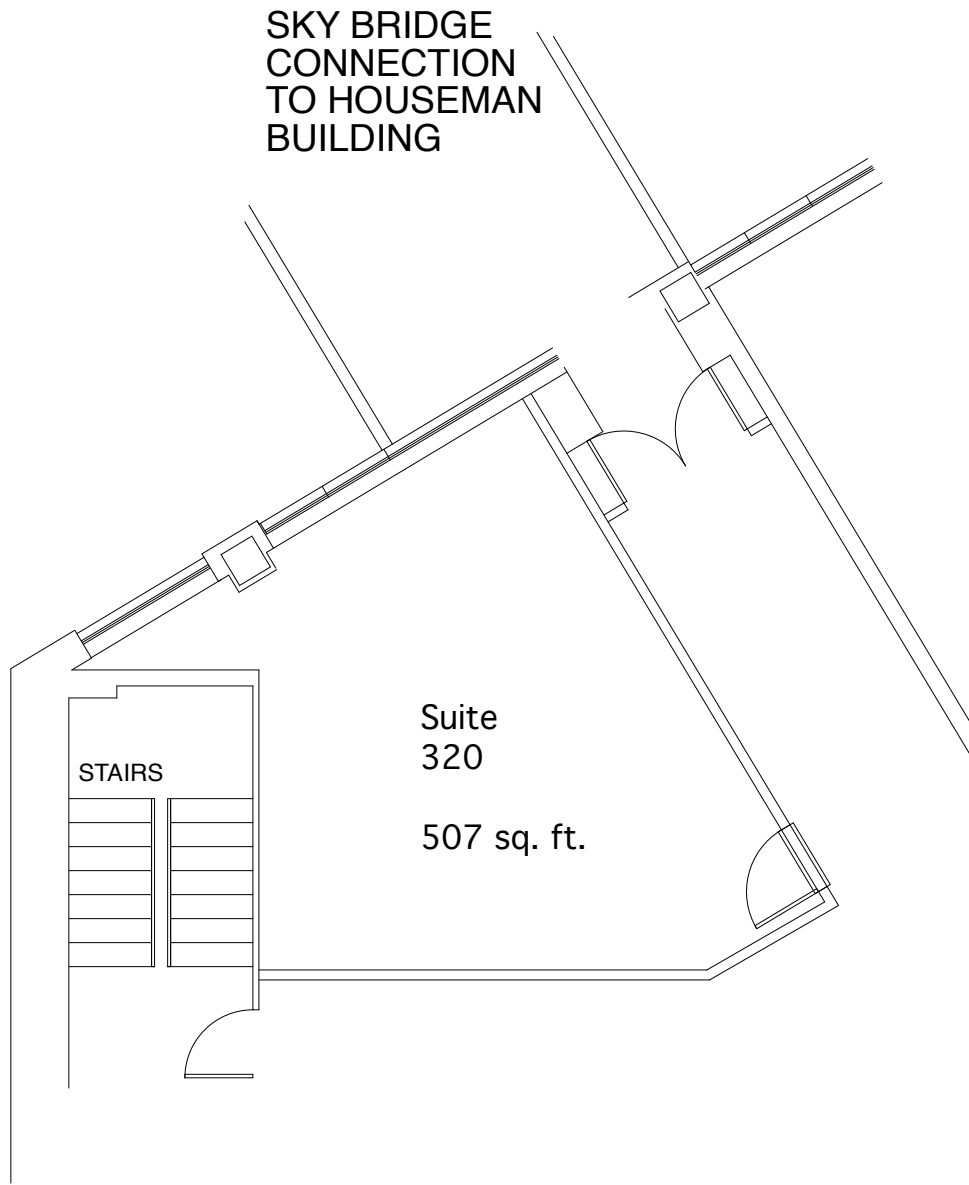 SKY BRIDGE
CONNECTION
TO HOUSEMAN
BUILDING
Suite
320
STAIRS
507 sq. ft.